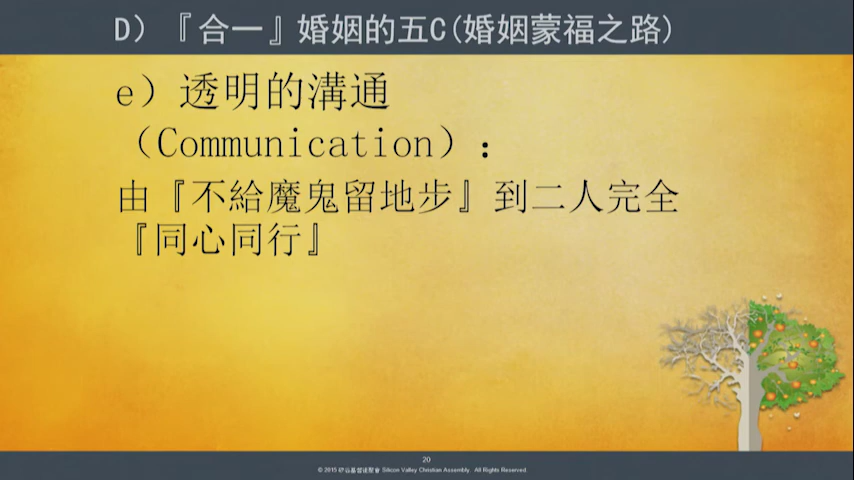 D）『合一』婚姻的五C(婚姻蒙福之路)
e）透明的溝通
（Communication）：
由『不給魔鬼留地步』到二人完全
『同心同行』
20
© 2015 矽谷基督徒聚會 Silicon Valley Christian Assembly. All Rights Reserved.